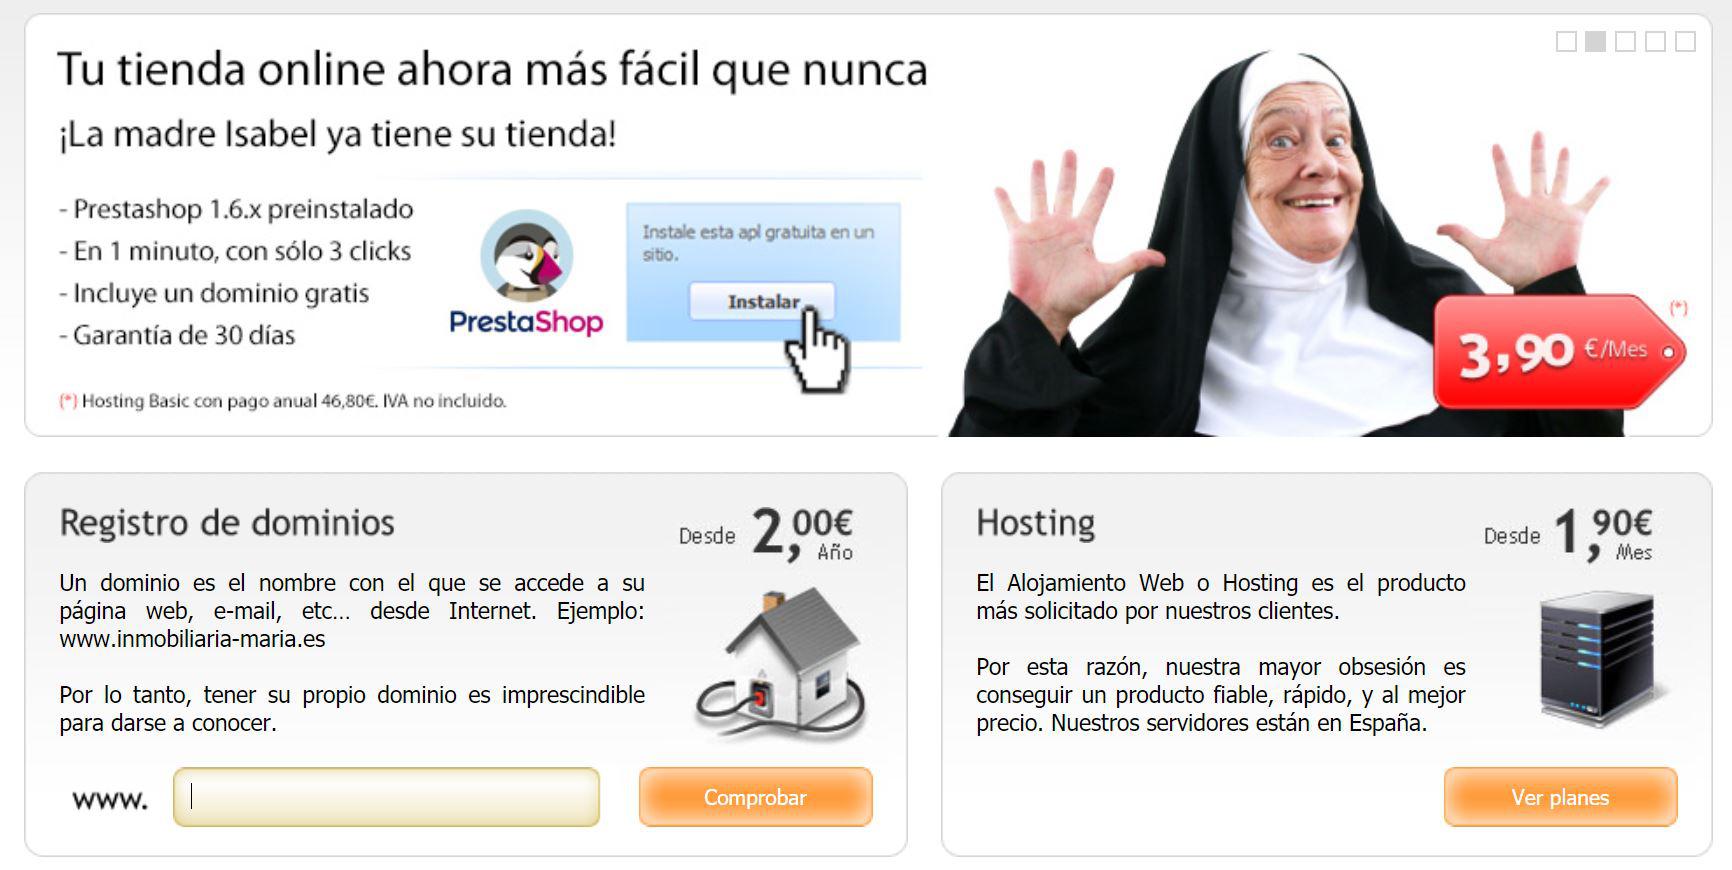 Tu tienda online ahora más fácil que nunca
¡La madre Isabel ya tiene su tienda!
- Prestashop 1.6.x preinstalado
- En 1 minuto, con sólo 3 clicks
- Incluye un dominio gratis
- Garantía de 30 días
PrestaShop
Instale esta apl gratuita en un
sitio.
Instalar
(*) Hosting Basic con pago anual 46,80€. IVA no incluido.
(*)
3,90 €/Mes
Registro de dominios
Desde 2,00€
Año
Un dominio es el nombre con el que se accede a su
página web, e-mail, etc... desde Internet. Ejemplo:
www.inmobiliaria-maria.es
Por lo tanto, tener su propio dominio es imprescindible
para darse a conocer.
www.
Comprobar
Hosting
Desde 1,90€
Mes
El Alojamiento Web o Hosting es el producto
más solicitado por nuestros clientes.
Por esta razón, nuestra mayor obsesión es
conseguir un producto fiable, rápido, y al mejor
precio. Nuestros servidores están en España.
Ver planes